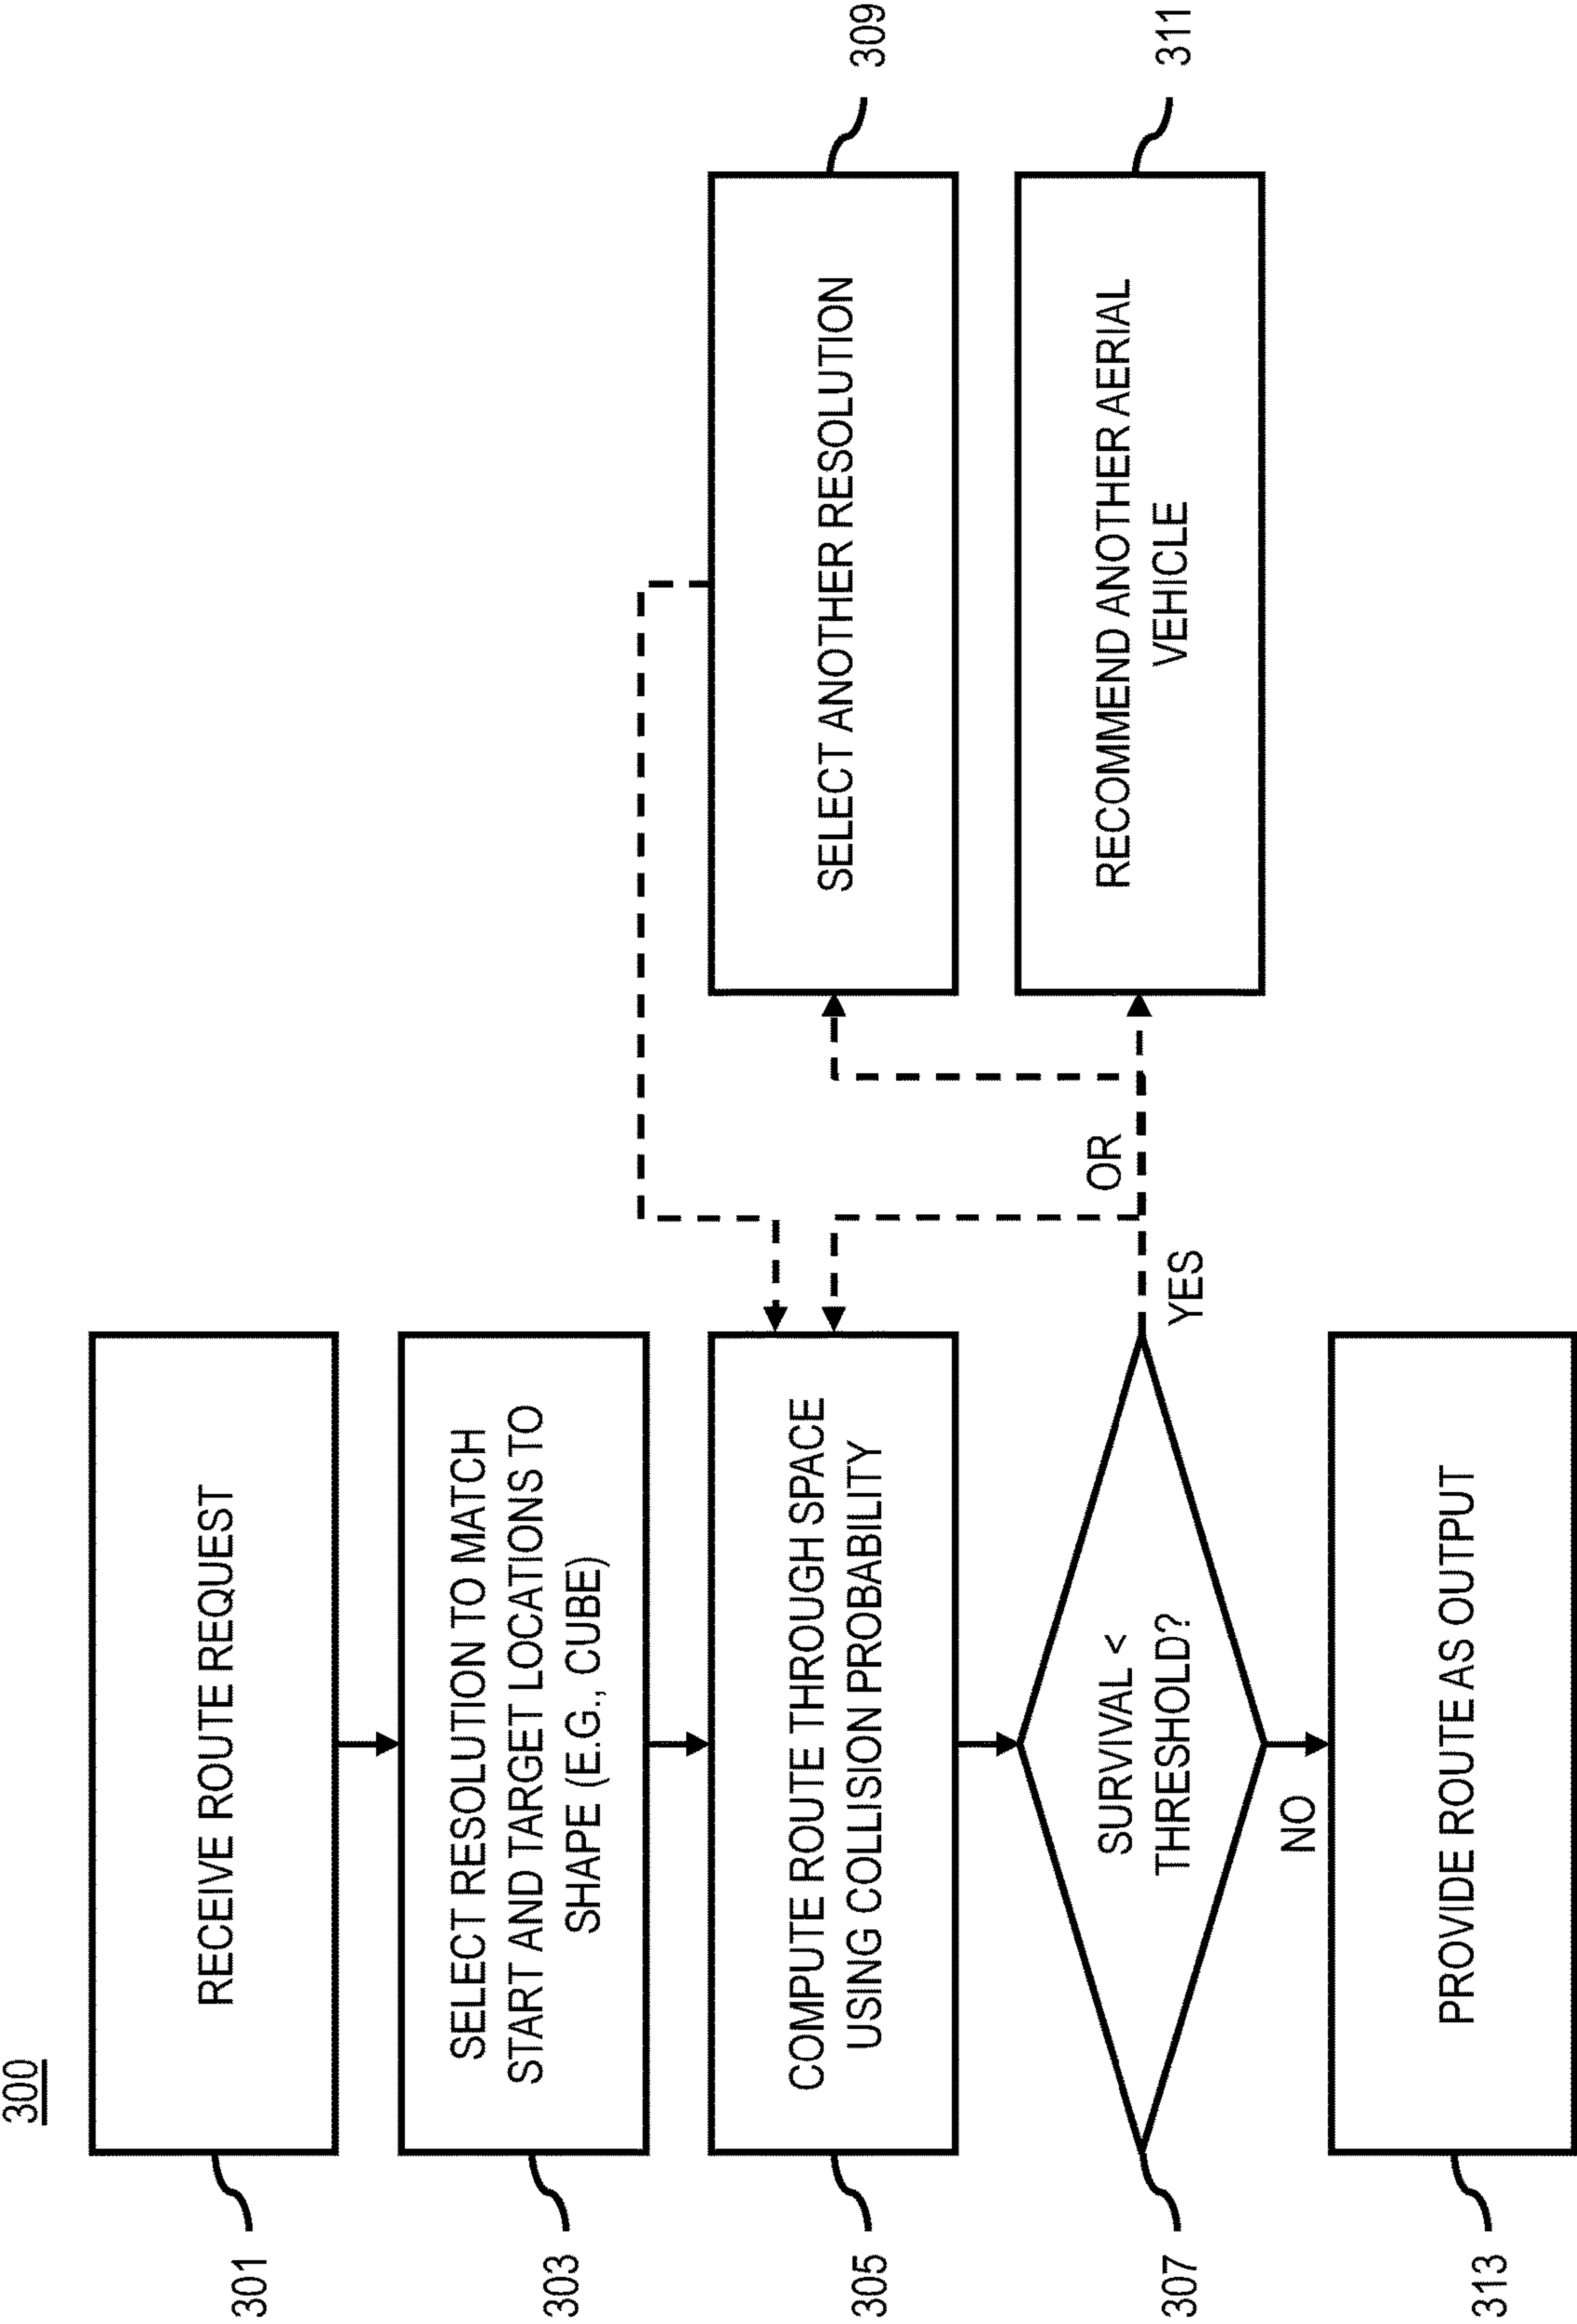 300
301
RECEIVE ROUTE REQUEST
303
SELECT RESOLUTION TO MATCH
START AND TARGET LOCATIONS TO
SHAPE (E.G., CUBE)
305
COMPUTE ROUTE THROUGH SPACE
USING COLLISION PROBABILITY
SELECT ANOTHER RESOLUTION
309
307
SURVIVAL <
THRESHOLD?
YES
OR
RECOMMEND ANOTHER AERIAL
VEHICLE
311
NO
313
PROVIDE ROUTE AS OUTPUT